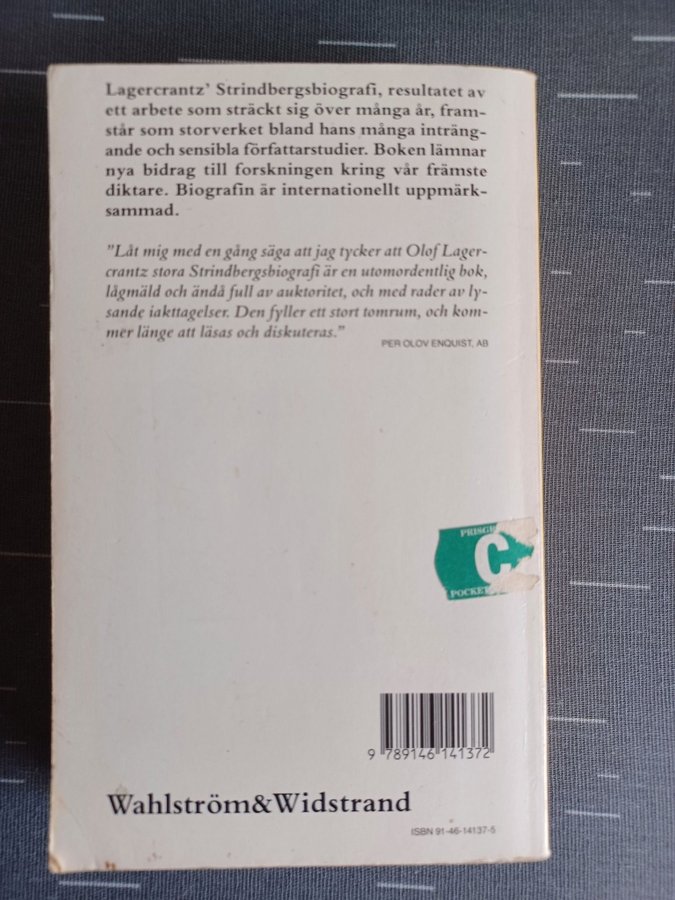 Lagercrantz' Strindbergsbiografi, resultatet av
ett arbete som sträckt sig över många år, fram-
står som storverket bland hans många inträng-
ande och sensibla författarstudier. Boken lämnar
nya bidrag till forskningen kring vår främste
diktare. Biografin är internationellt uppmärk-
sammad.
"Låt mig med en gång säga att jag tycker att Olof Lager-
crantz stora Strindbergsbiografi är en utomordentlig bok,
lågmäld och ändå full av auktoritet, och med rader av ly-
sande iakttagelser. Den fyller ett stort tomrum, och kom-
mer länge att läsas och diskuteras."
PER OLOV ENQUIST, AB
C
POCKET
9 789146 141372
Wahlström&Widstrand
ISBN 91-46-14137-5